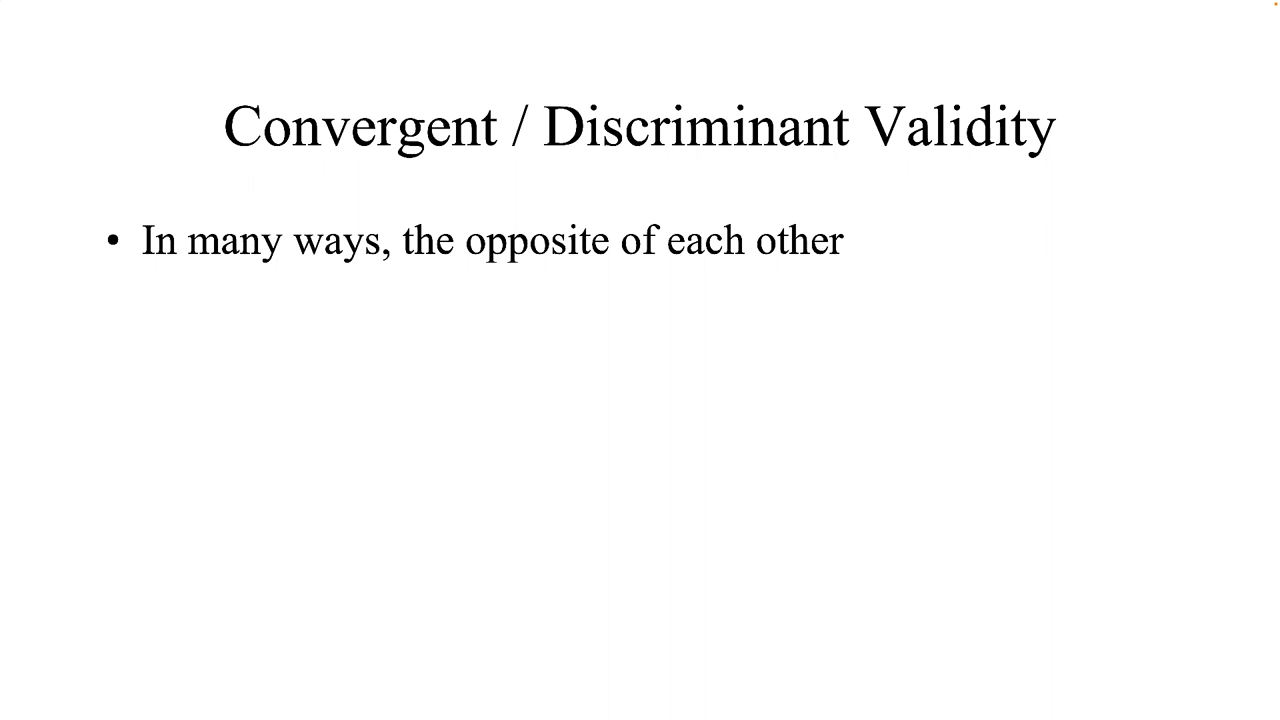 Convergent / Discriminant Validity
• In many ways, the opposite of each other